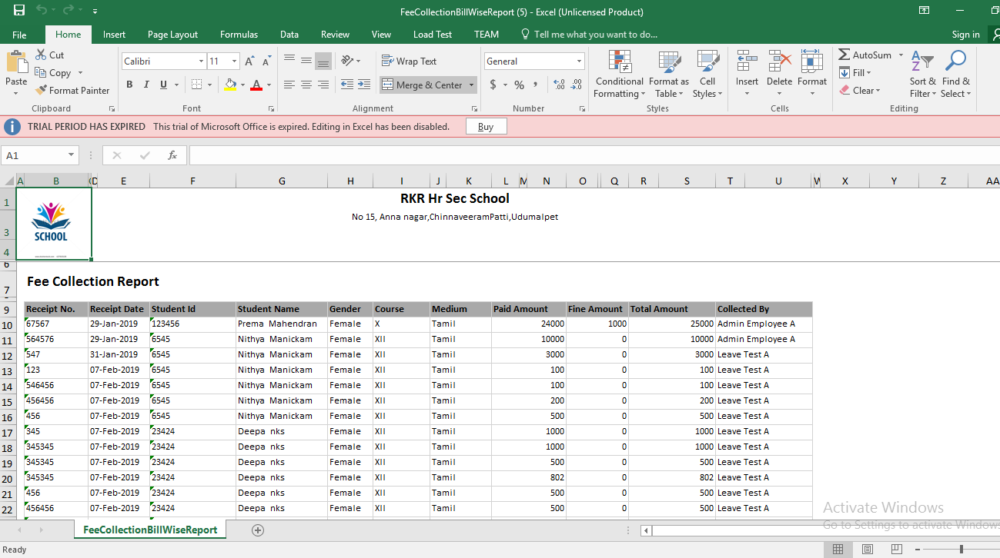 FeeCollectionBillWiseReport (5) - Excel (Unlicensed Product)
File Home Insert Page Layout Formulas Data Review View Load Test TEAM Tell me what you want to do... Sign in
Paste Cut Copy Format Painter
Clipboard
Calibri 11 A A
B I U A
Font
Wrap Text
Merge & Center
Alignment
General
$ % , .0 .00 .00 .0
Number
Conditional Formatting Format as Table Cell Styles
Styles
Insert Delete Format
Cells
AutoSum Fill Clear Sort & Filter Find & Select
Editing
TRIAL PERIOD HAS EXPIRED This trial of Microsoft Office is expired. Editing in Excel has been disabled. Buy
A1 fx
A B D E F G H I J K L M N O Q R S T U W X Y Z AA
1 RKR Hr Sec School
3 No 15, Anna nagar,ChinnaveeramPatti,Udumalpet
SCHOOL
4
6
7 Fee Collection Report
9 Receipt No. Receipt Date Student Id Student Name Gender Course Medium Paid Amount Fine Amount Total Amount Collected By
10 67567 29-Jan-2019 123456 Prema Mahendran Female X Tamil 24000 1000 25000 Admin Employee A
11 564576 29-Jan-2019 6545 Nithya Manickam Female XII Tamil 10000 0 10000 Admin Employee A
12 547 31-Jan-2019 6545 Nithya Manickam Female XII Tamil 3000 0 3000 Leave Test A
13 123 07-Feb-2019 6545 Nithya Manickam Female XII Tamil 100 0 100 Leave Test A
14 546456 07-Feb-2019 6545 Nithya Manickam Female XII Tamil 100 0 100 Leave Test A
15 456456 07-Feb-2019 6545 Nithya Manickam Female XII Tamil 200 0 200 Leave Test A
16 456 07-Feb-2019 6545 Nithya Manickam Female XII Tamil 500 0 500 Leave Test A
17 345 07-Feb-2019 23424 Deepa nks Female XII Tamil 1000 0 1000 Leave Test A
18 345345 07-Feb-2019 23424 Deepa nks Female XII Tamil 1000 0 1000 Leave Test A
19 345345 07-Feb-2019 23424 Deepa nks Female XII Tamil 500 0 500 Leave Test A
20 345345 07-Feb-2019 23424 Deepa nks Female XII Tamil 802 0 802 Leave Test A
21 456 07-Feb-2019 23424 Deepa nks Female XII Tamil 500 0 500 Leave Test A
22 456456 07-Feb-2019 23424 Deepa nks Female XII Tamil 500 0 500 Leave Test A
Activate Windows
Go to Settings to activate Windows
FeeCollectionBillWiseReport
Ready